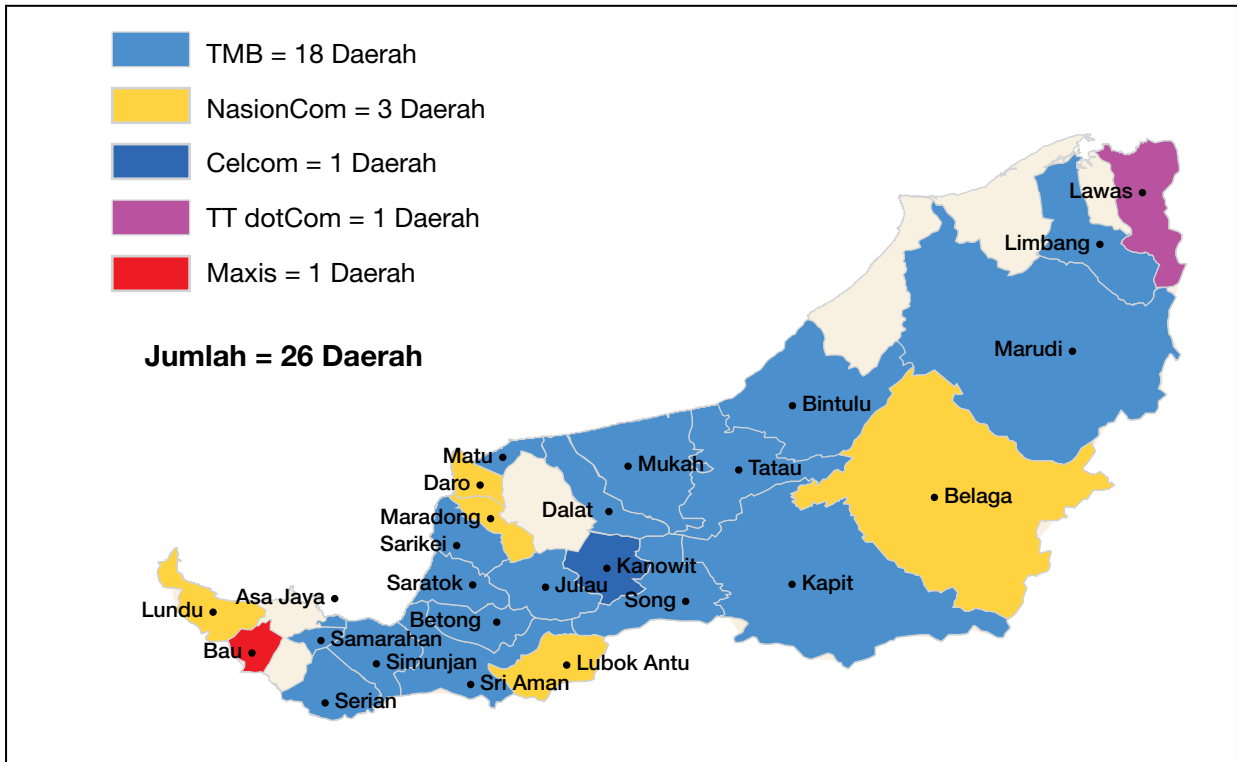 TMB = 18 Daerah
NasionCom = 3 Daerah
Celcom = 1 Daerah
TT dotCom = 1 Daerah
Maxis = 1 Daerah
Jumlah = 26 Daerah
Lawas
Limbang
Marudi
Bintulu
Matu
Mukah
Tatau
Daro
Belaga
Dalat
Maradong
Sarikei
Kanowit
Saratok
Julau
Kapit
Song
Asa Jaya
Lundu
Betong
Samarahan
Bau
Simunjan
Lubok Antu
Sri Aman
Serian